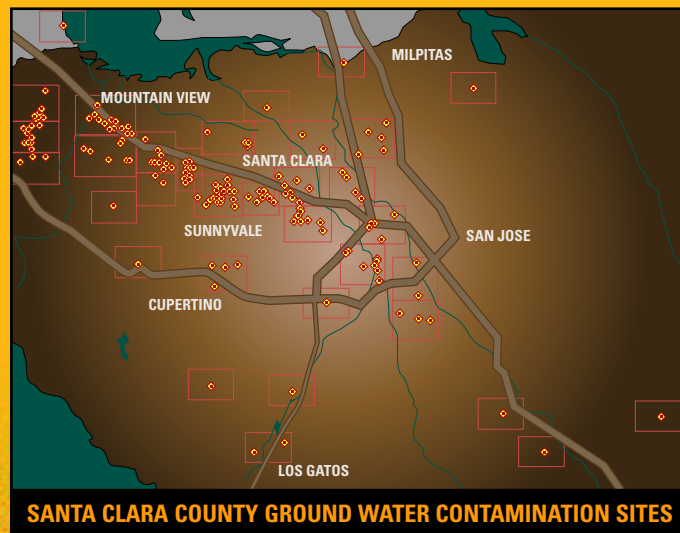 MILPITAS
MOUNTAIN VIEW
SANTA CLARA
SUNNYVALE
SAN JOSE
CUPERTINO
LOS GATOS
SANTA CLARA COUNTY GROUND WATER CONTAMINATION SITES